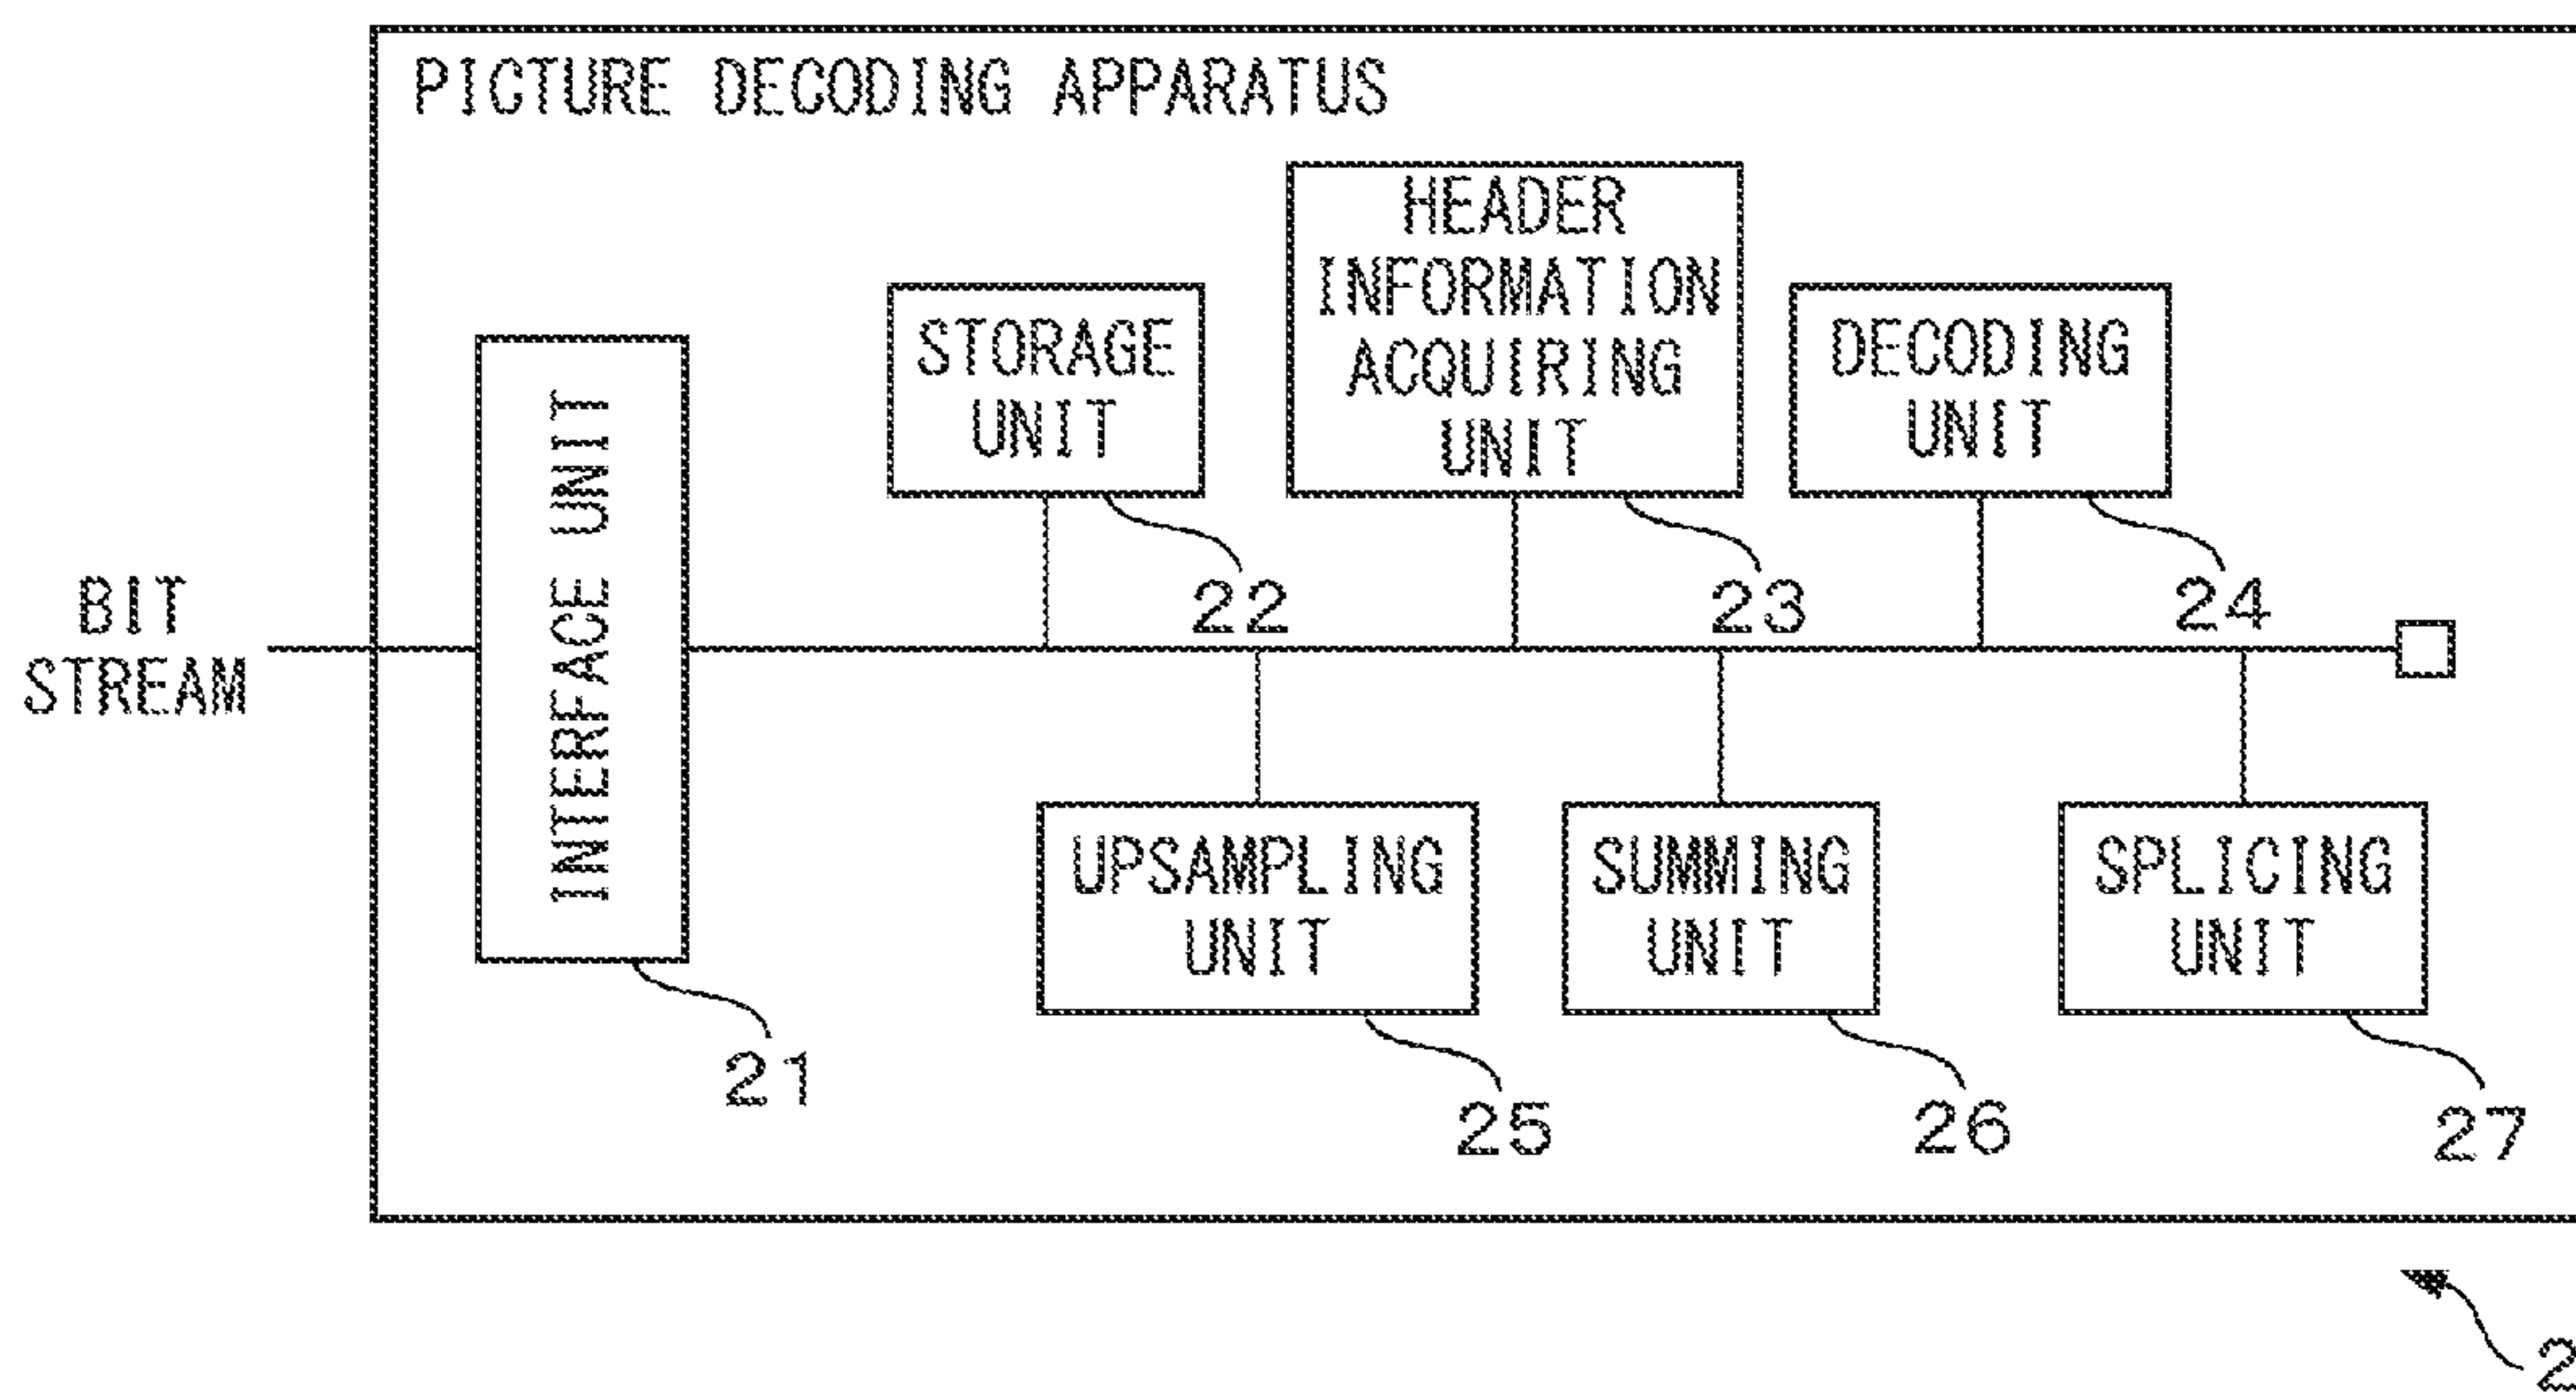 PICTURE DECODING APPARATUS
HEADER
INFORMATION
ACQUIRING
UNIT
STORAGE
UNIT
DECODING
UNIT
INTERFACE UNIT
22
23
24
BIT
STREAM
UPSAMPLING
UNIT
SUMMING
UNIT
SPLICING
UNIT
21
25
26
27
2